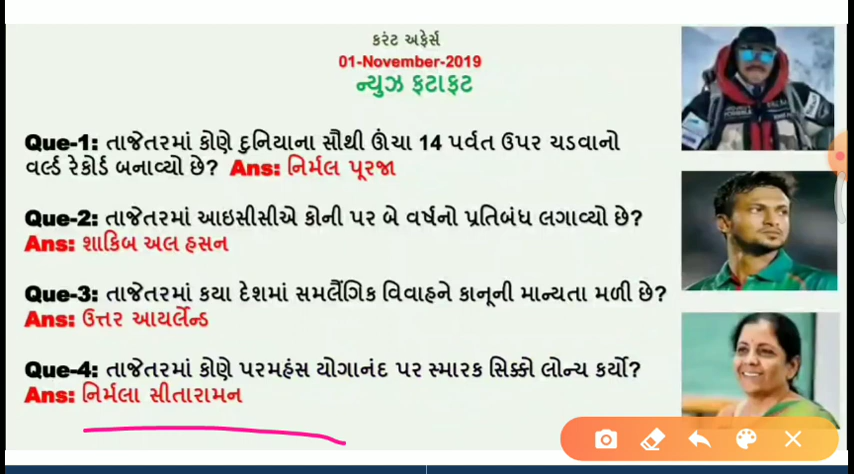 કરંટ અફેર્સ
01-November-2019
ન્યુઝ ફટાફટ
Que-1: તાજેતરમાં કોણે દુનિયાના સૌથી ઊંચા 14 પર્વત ઉપર ચડવાનો
વર્લ્ડ રેકોર્ડ બનાવ્યો છે? Ans: નિર્મલ પૂરજા
Que-2: તાજેતરમાં આઇસીસીએ કોની પર બે વર્ષનો પ્રતિબંધ લગાવ્યો છે?
Ans: શાકિબ અલ હસન
Que-3: તાજેતરમાં કયા દેશમાં સમલૈંગિક વિવાહને કાનૂની માન્યતા મળી છે?
Ans: ઉત્તર આયર્લેન્ડ
Que-4: તાજેતરમાં કોણે પરમહંસ યોગાનંદ પર સ્મારક સિક્કો લોન્ચ કર્યો?
Ans: નિર્મલા સીતારામન